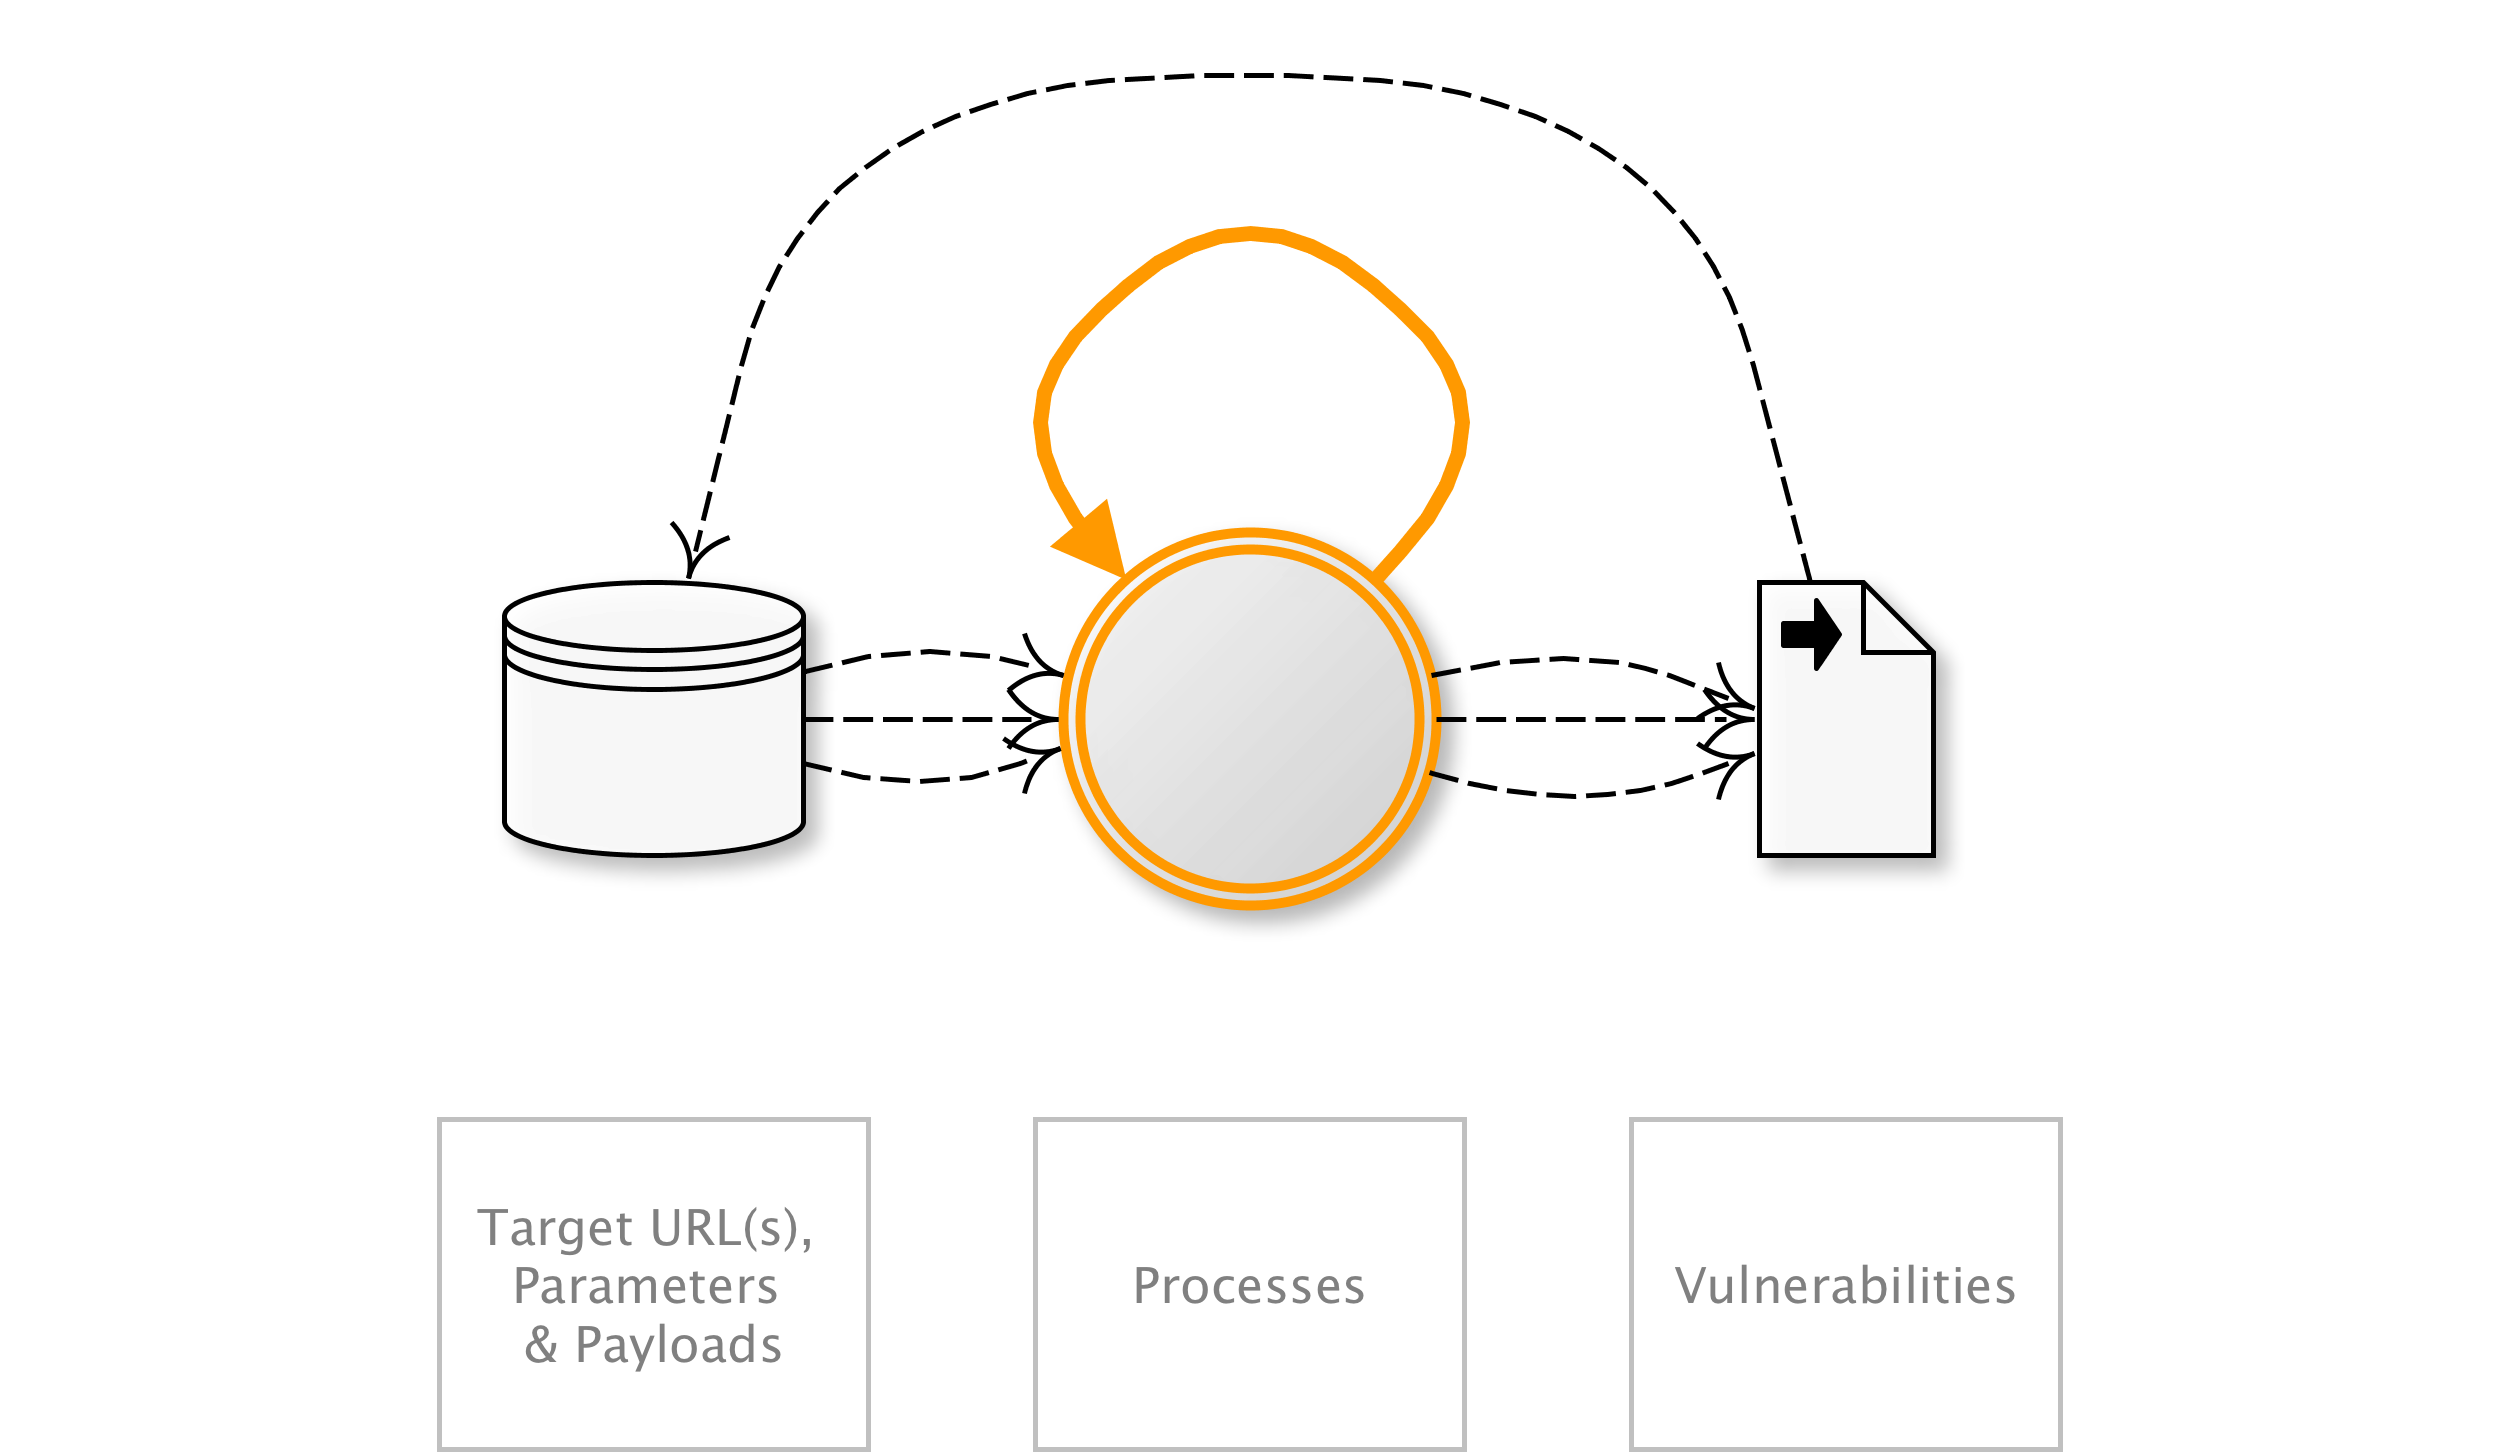 Target URL(s),
Parameters
& Payloads
Processes
Vulnerabilities